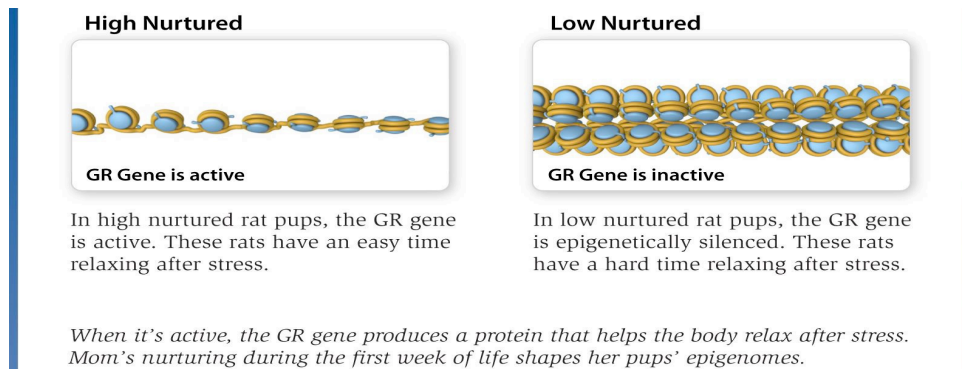 High Nurtured
GR Gene is active
In high nurtured rat pups, the GR gene
is active. These rats have an easy time
relaxing after stress.
Low Nurtured
GR Gene is inactive
In low nurtured rat pups, the GR gene
is epigenetically silenced. These rats
have a hard time relaxing after stress.
When it's active, the GR gene produces a protein that helps the body relax after stress.
Mom's nurturing during the first week of life shapes her pups' epigenomes.